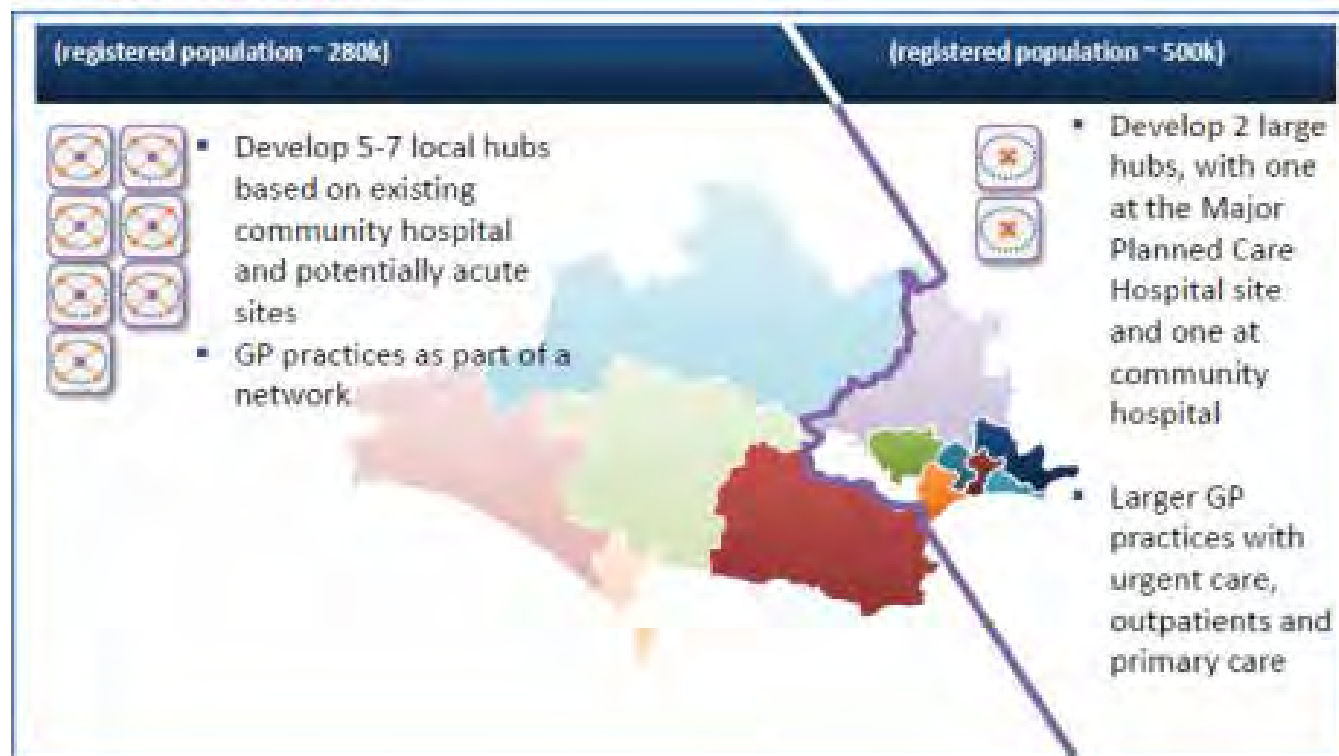 (registered population ~ 280k)
(registered population ~ 500k)
▪ Develop 5-7 local hubs
based on existing
community hospital
and potentially acute
sites
▪ GP practices as part of a
network
▪ Develop 2 large
hubs, with one
at the Major
Planned Care
Hospital site
and one at
community
hospital
▪ Larger GP
practices with
urgent care,
outpatients and
primary care